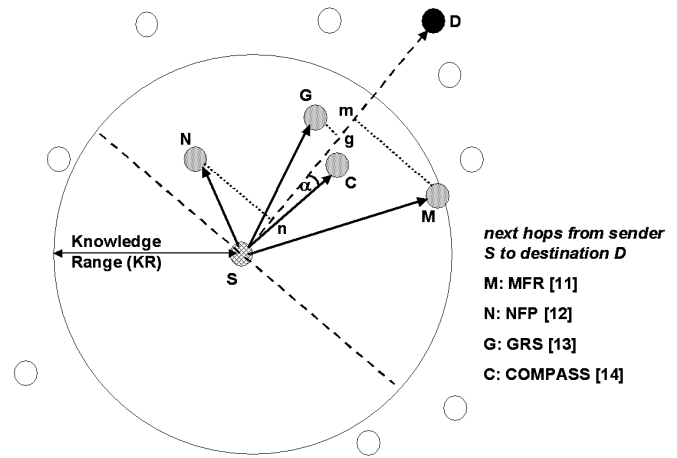 D
G
m
N
g
C
α
M
n
Knowledge
Range (KR)
S
next hops from sender
S to destination D
M: MFR [11]
N: NFP [12]
G: GRS [13]
C: COMPASS [14]